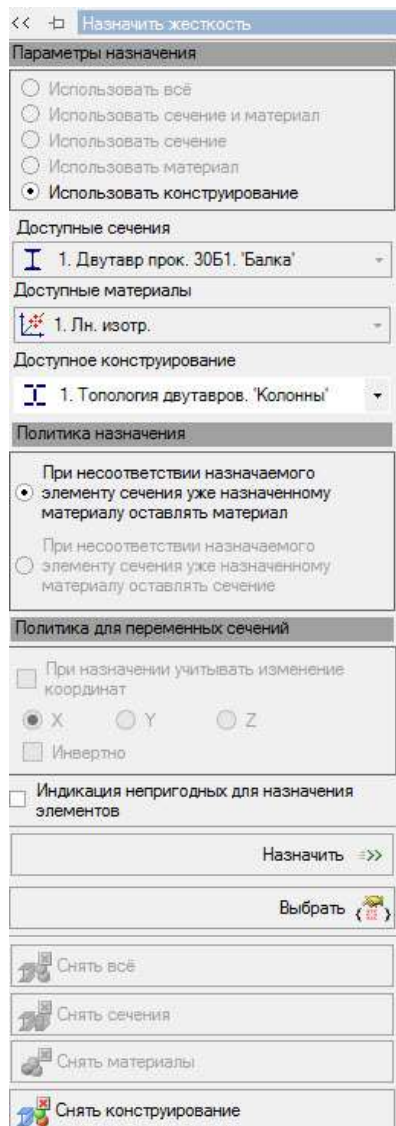 << Назначить жесткость
Параметры назначения
Использовать всё
Использовать сечение и материал
Использовать сечение
Использовать материал
Использовать конструирование
Доступные сечения
1. Двутавр прок. 30Б1. "Балка"
Доступные материалы
1. Лн. изотр.
Доступное конструирование
1. Топология двутавров. "Колонны"
Политика назначения
При несоответствии назначаемого
элементу сечения уже назначенному
материалу оставлять материал
При несоответствии назначаемого
элементу сечения уже назначенному
материалу оставлять сечение
Политика для переменных сечений
При назначении учитывать изменение
координат
X Y Z
Инвертно
Индикация непригодных для назначения
элементов
Назначить =>>
Выбрать
Снять всё
Снять сечения
Снять материалы
Снять конструирование